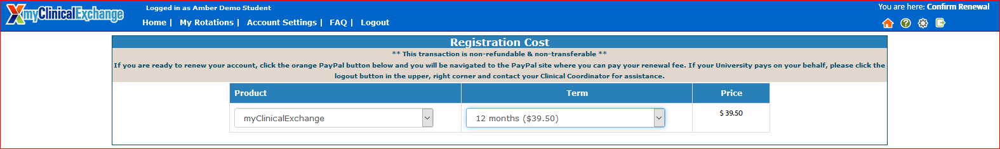 myClinicalExchange
Logged in as Amber Demo Student
You are here: Confirm Renewal
Home | My Rotations | Account Settings | FAQ | Logout
Registration Cost
** This transaction is non-refundable & non-transferable **
If you are ready to renew your account, click the orange PayPal button below and you will be navigated to the PayPal site where you can pay your renewal fee. If your University pays on your behalf, please click the
logout button in the upper, right corner and contact your Clinical Coordinator for assistance.
Product Term Price
myClinicalExchange 12 months ($39.50) $ 39.50